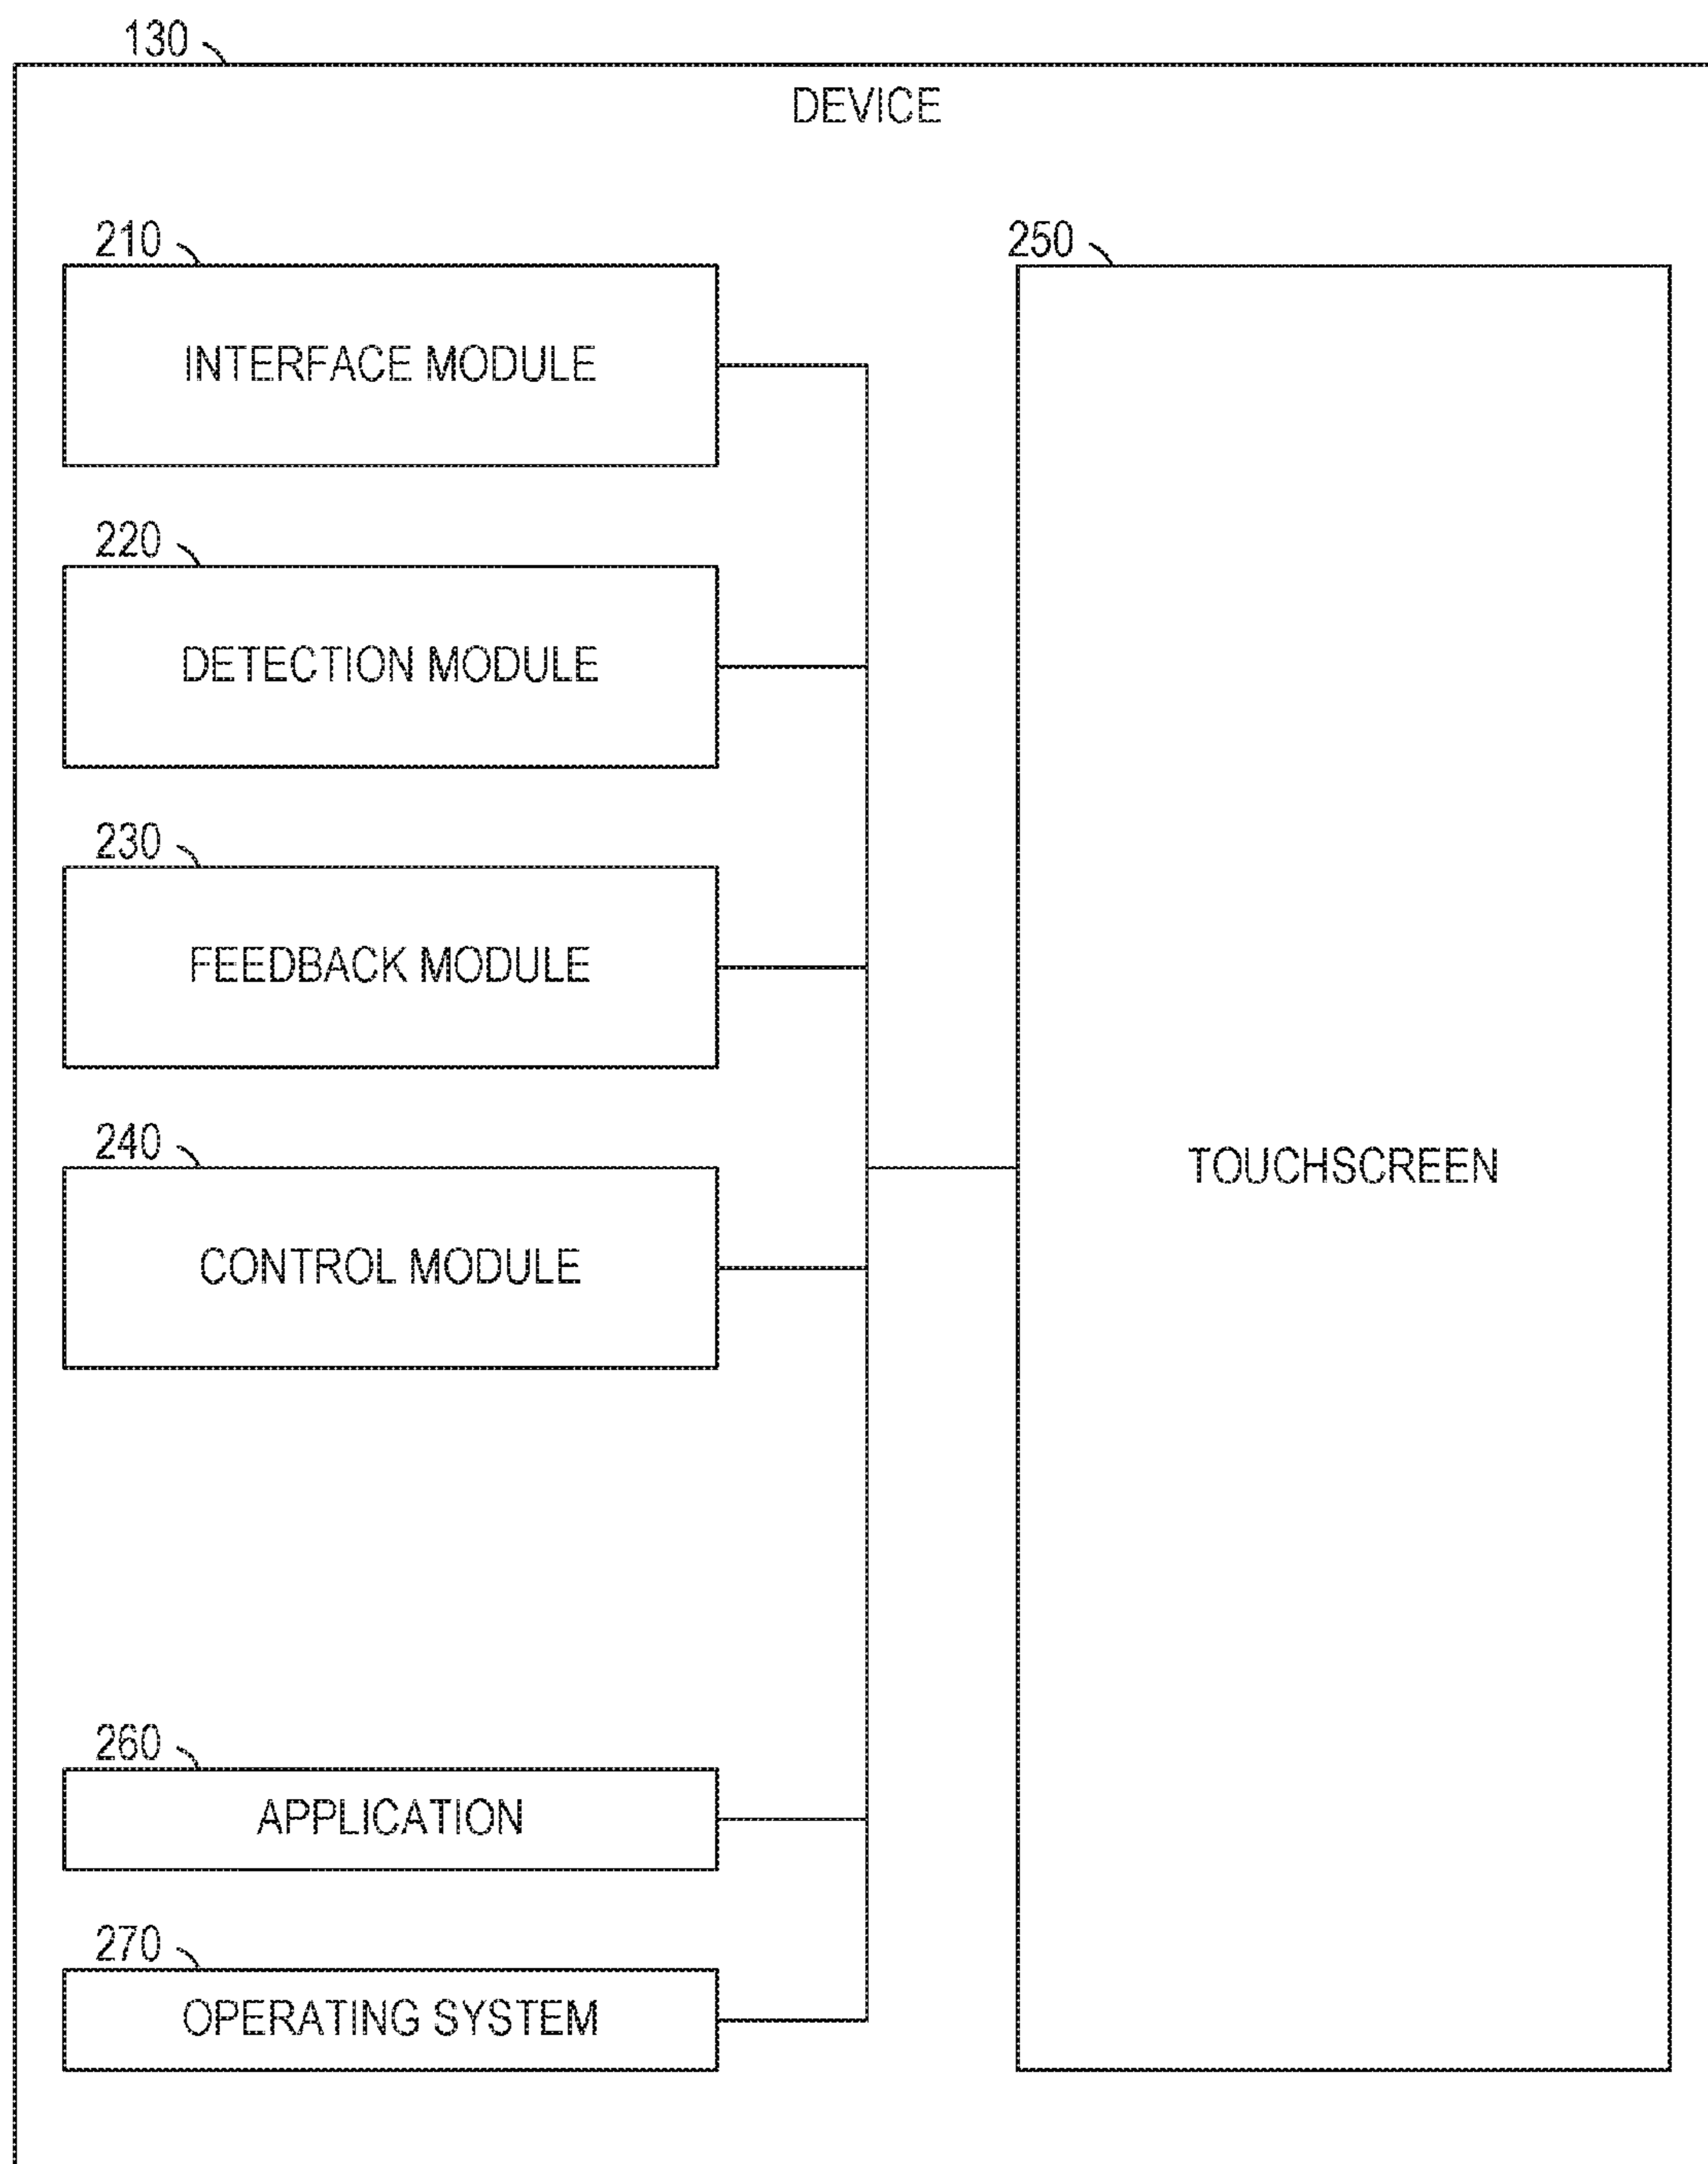 130
DEVICE
210
INTERFACE MODULE
220
DETECTION MODULE
230
FEEDBACK MODULE
240
CONTROL MODULE
250
TOUCHSCREEN
260
APPLICATION
270
OPERATING SYSTEM